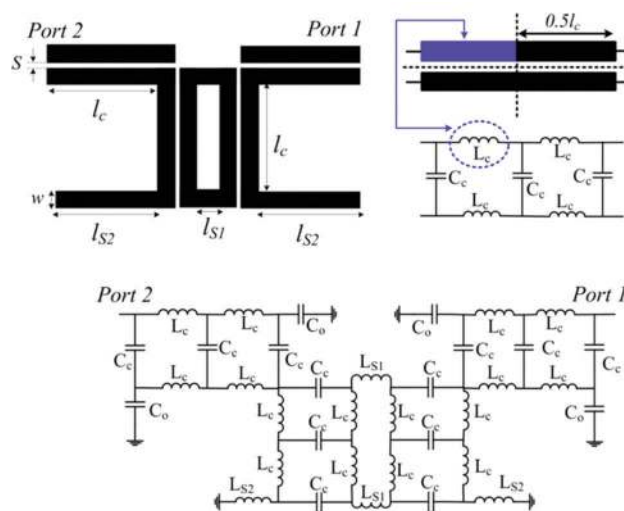 Port 2 Port 1
S
l_c
l_c
w
l_S2 l_S1 l_S2
0.5l_c
L_c L_c
C_c C_c C_c
L_c L_c
Port 2 Port 1
L_c L_c C_o C_o L_c L_c
C_c C_c C_c L_S1 C_c C_c C_c
L_c L_c C_c C_c L_c L_c
C_o L_c L_c L_c L_c C_o
C_c C_c
L_c L_c L_c L_c
L_S2 C_c L_S1 C_c L_S2